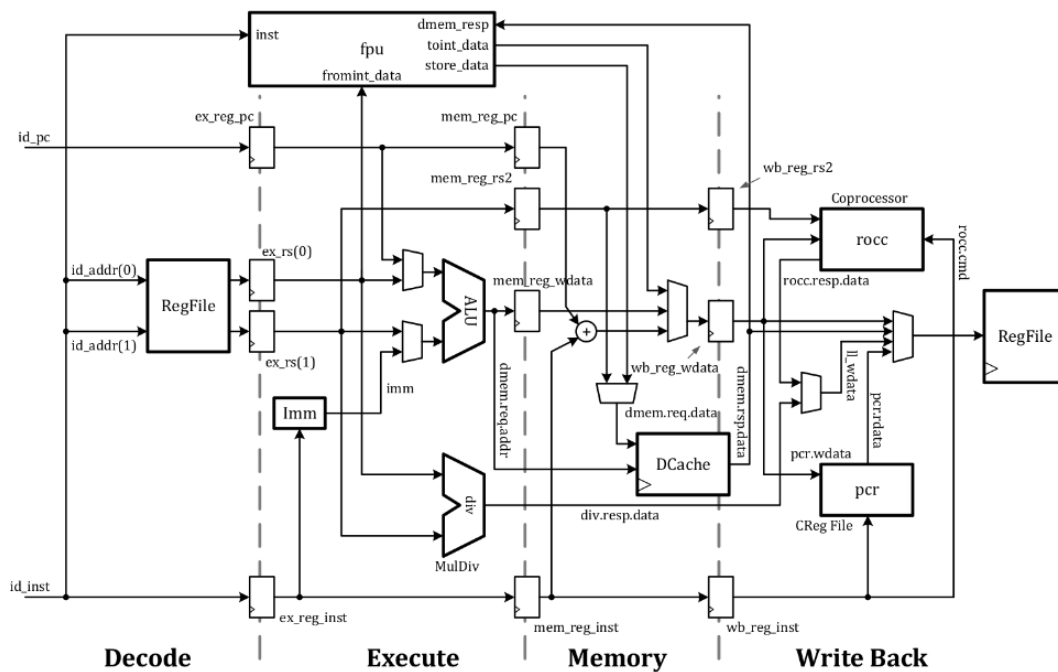 dmem_resp
inst
toint_data
fpu
store_data
fromint_data
ex_reg_pc
mem_reg_pc
id_pc
mem_reg_rs2
wb_reg_rs2
Coprocessor
rocc
rocc.cmd
rocc.resp.data
id_addr(0)
ex_rs(0)
RegFile
ALU
mem_reg_wdata
id_addr(1)
ex_rs(1)
wb_reg_wdata
RegFile
ll_wdata
imm
Imm
dmem.req.addr
dmem.req.data
dmem.rsp.data
pcr.rdata
DCache
pcr.wdata
pcr
div
div.resp.data
CReg File
MulDiv
id_inst
ex_reg_inst
mem_reg_inst
wb_reg_inst
Decode
Execute
Memory
Write Back